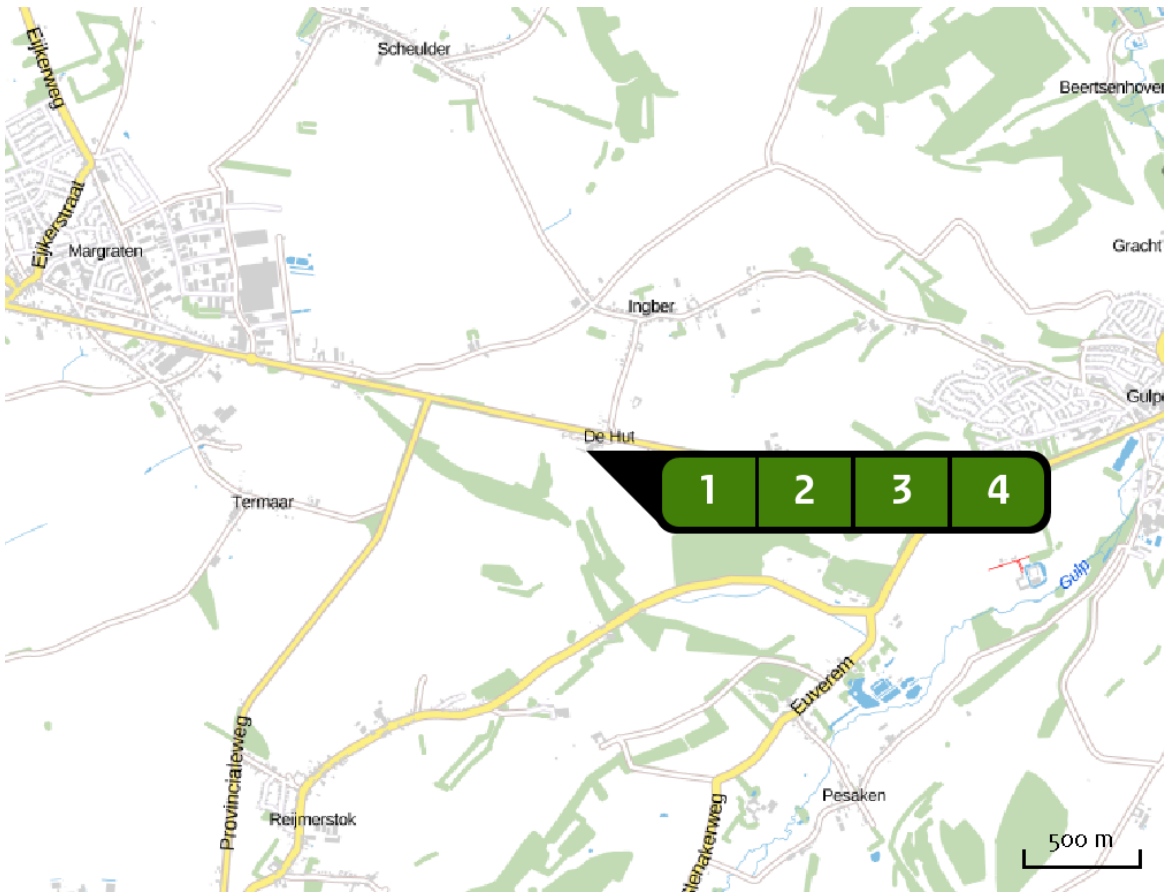 Eijkerweg
Scheulder
Beertsenhoven
Eijkerstraat
Margraten
Gracht
Ingber
Gulpe
De Hut
1 2 3 4
Termaar
Gulp
Euverem
Provincialeweg
Pesaken
Reijmerstok
Slenakerweg
500 m